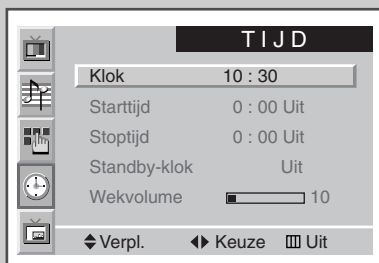 TIJD
Klok 10 : 30
Starttijd 0 : 00 Uit
Stoptijd 0 : 00 Uit
Standby-klok Uit
Wekvolume 10
Verpl. Keuze Uit